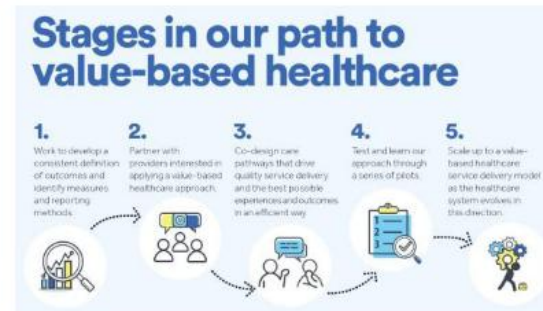 Stages in our path to
value-based healthcare
1.
Work to develop a
consistent definition
of outcomes and
identify measures
and reporting
methods.
2.
Partner with
providers interested in
applying a value-based
healthcare approach.
3.
Co-design care
pathways that drive
quality service delivery
and the best possible
experiences and outcomes
in an efficient way.
4.
Test and learn our
approach through
a series of pilots.
5.
Scale up to a value-
based healthcare
service delivery model
as the healthcare
system evolves in
this direction.
1
2
3